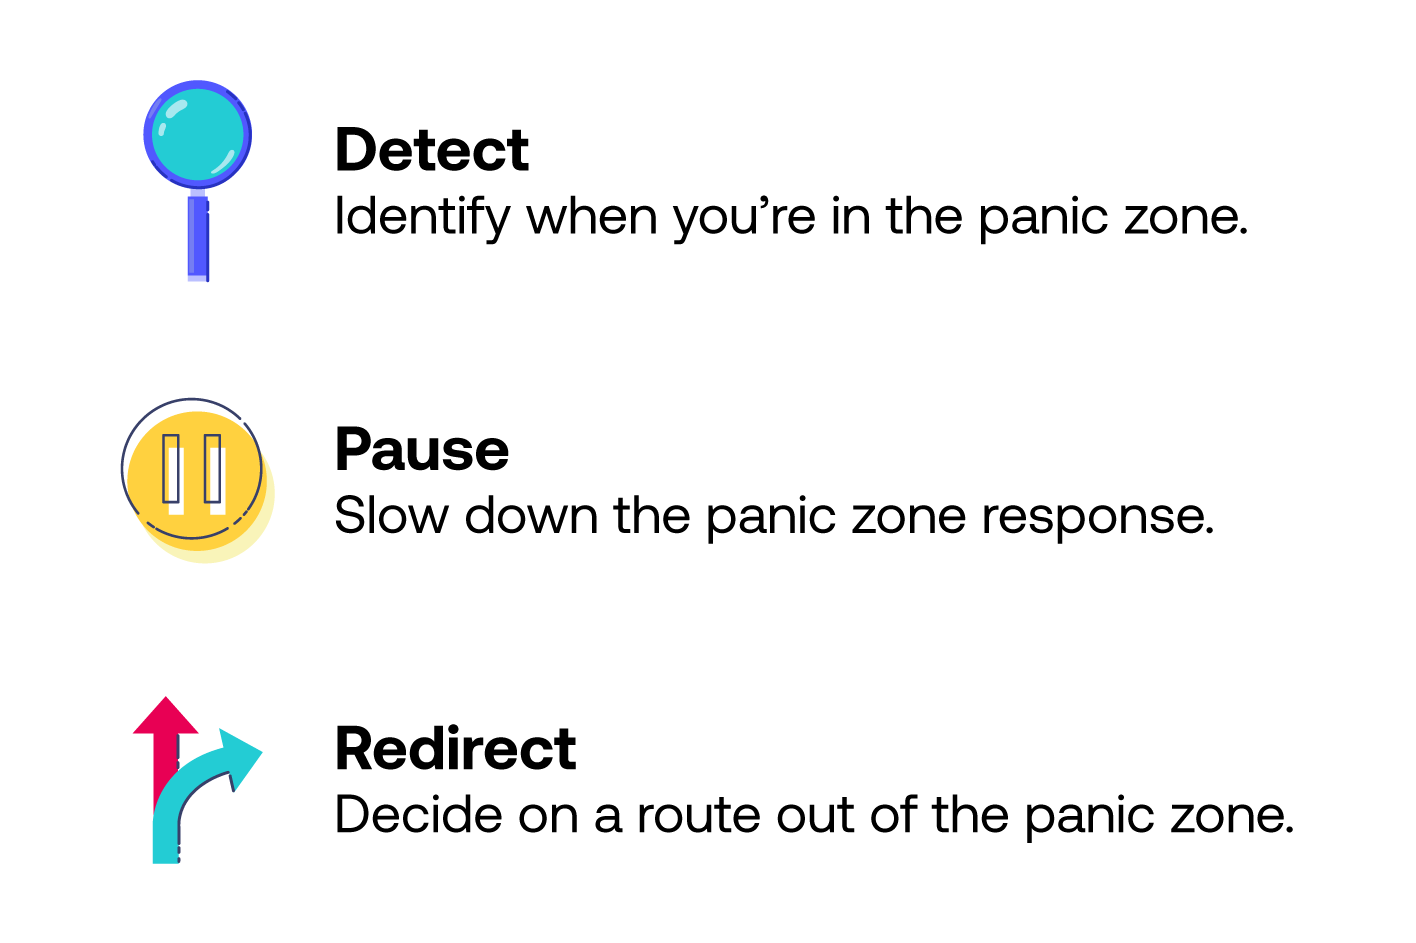 Detect
Identify when you’re in the panic zone.
Pause
Slow down the panic zone response.
Redirect
Decide on a route out of the panic zone.